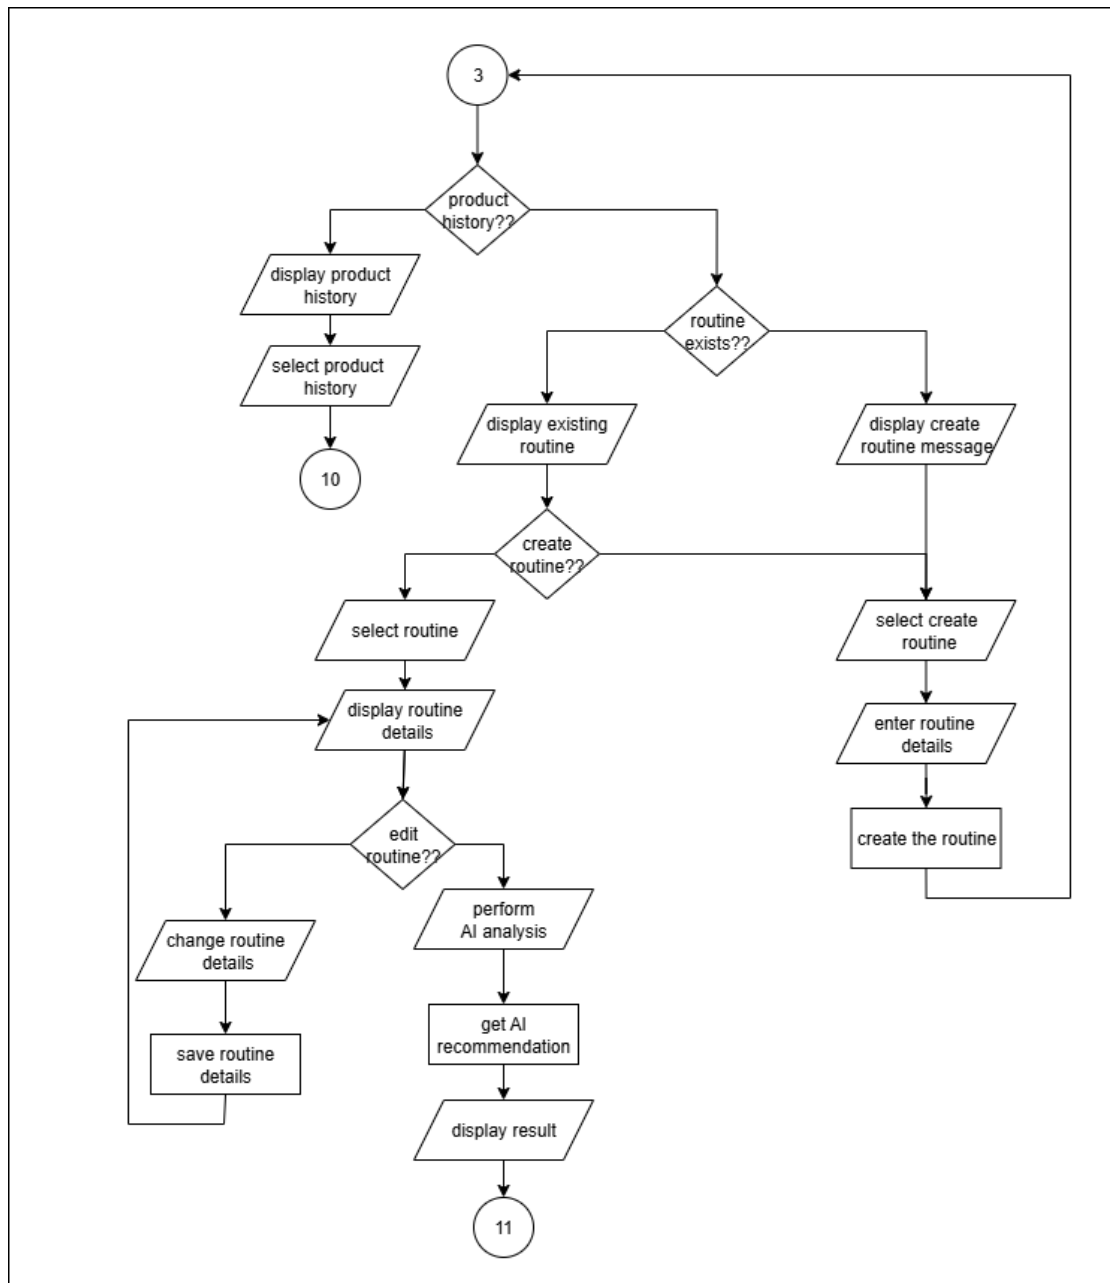 3
product
history??
display product
history
routine
exists??
select product
history
display existing
routine
display create
routine message
10
create
routine??
select routine
select create
routine
display routine
details
enter routine
details
edit
routine??
create the routine
perform
AI analysis
change routine
details
get AI
recommendation
save routine
details
display result
11